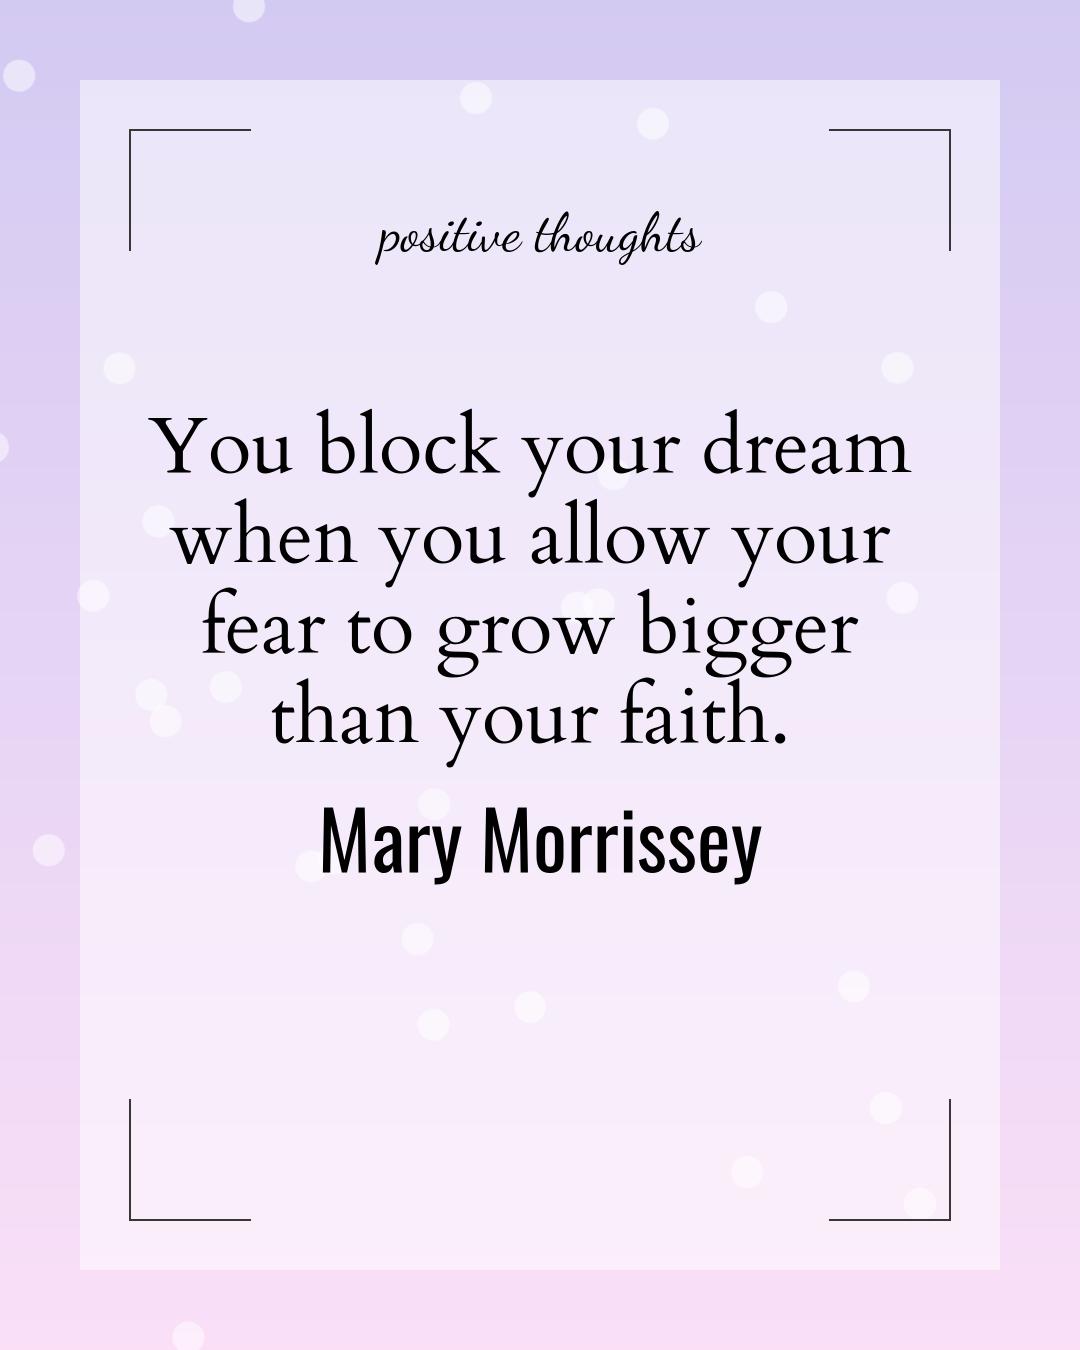 positive thoughts
You block your dream
when you allow your
fear to grow bigger
than your faith.
Mary Morrissey